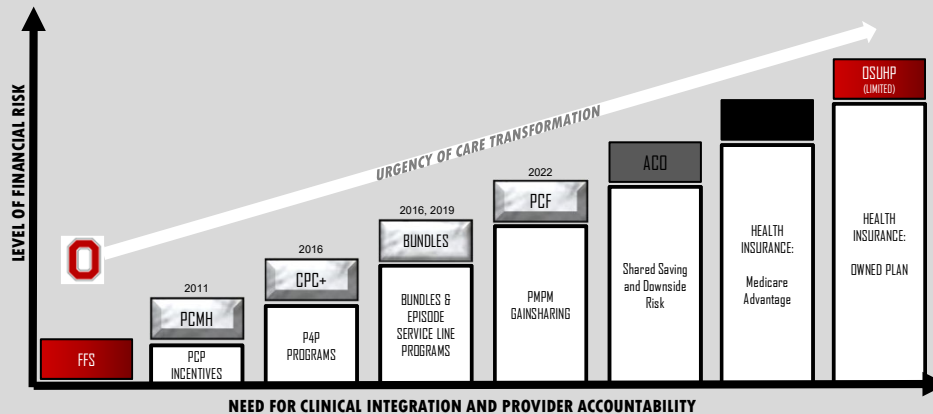 LEVEL OF FINANCIAL RISK
URGENCY OF CARE TRANSFORMATION
O
FFS
2011
PCMH
PCP
INCENTIVES
2016
CPC+
P4P
PROGRAMS
2016, 2019
BUNDLES
BUNDLES &
EPISODE
SERVICE LINE
PROGRAMS
2022
PCF
PMPM
GAINSHARING
ACO
Shared Saving
and Downside
Risk
HEALTH
INSURANCE:
Medicare
Advantage
OSUHP
(LIMITED)
HEALTH
INSURANCE:
OWNED PLAN
NEED FOR CLINICAL INTEGRATION AND PROVIDER ACCOUNTABILITY